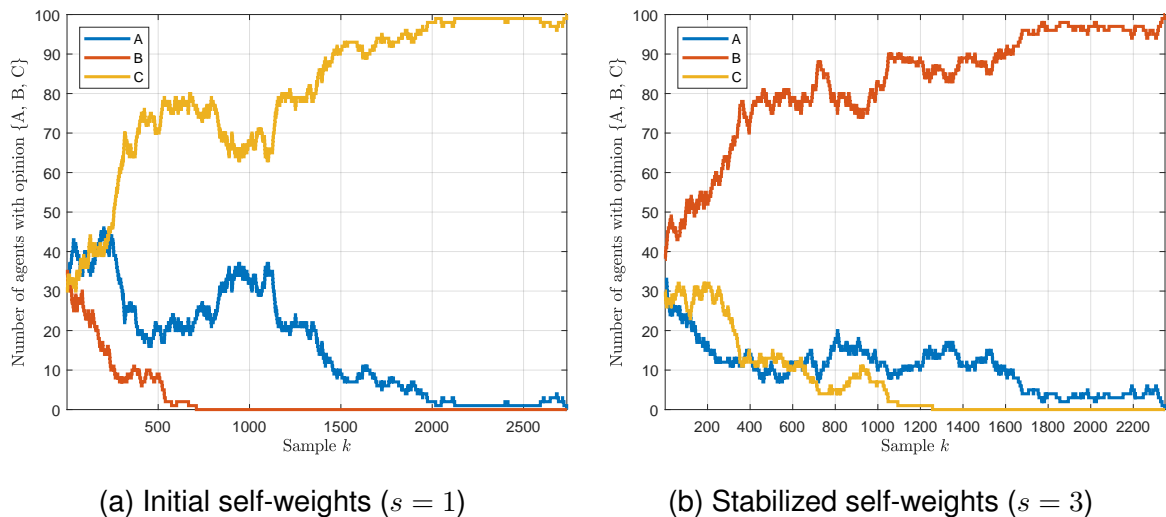 Number of agents with opinion {A, B, C}
100
90
80
70
60
50
40
30
20
10
0
A
B
C
500 1000 1500 2000 2500
Sample k
(a) Initial self-weights (s = 1)
Number of agents with opinion {A, B, C}
100
90
80
70
60
50
40
30
20
10
0
A
B
C
200 400 600 800 1000 1200 1400 1600 1800 2000 2200
Sample k
(b) Stabilized self-weights (s = 3)